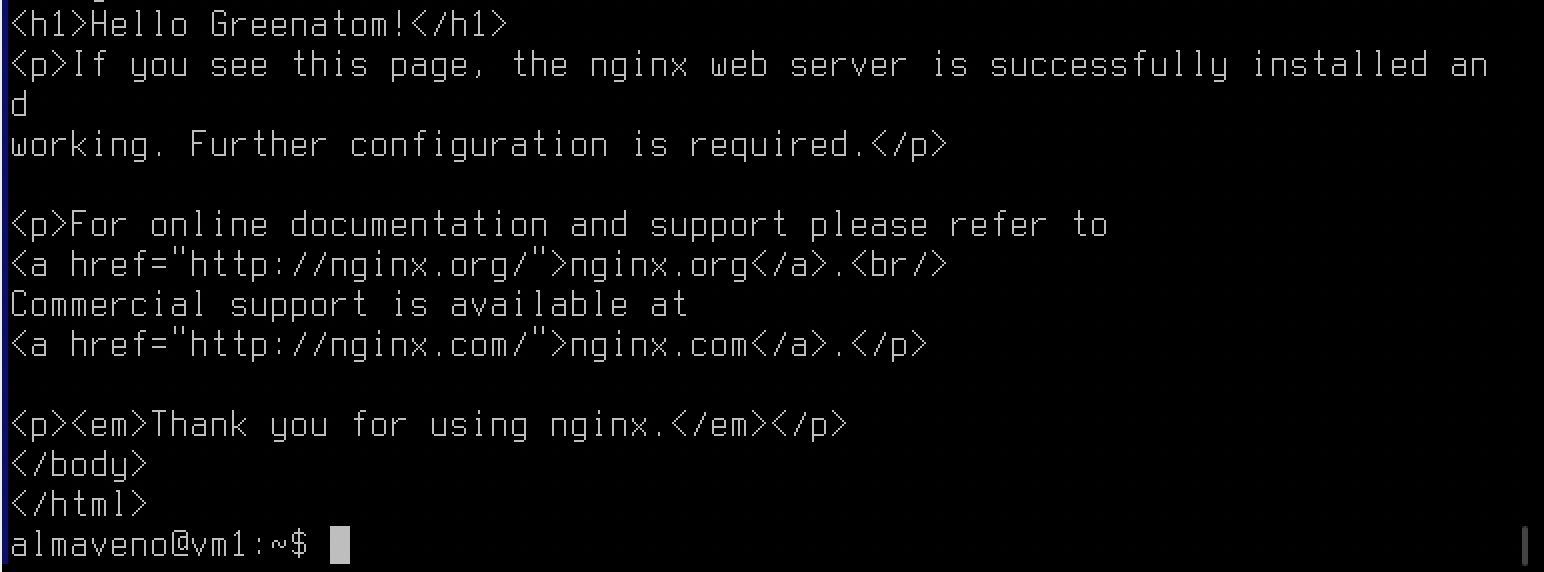 <h1>Hello Greenatom!</h1>
<p>If you see this page, the nginx web server is successfully installed an
d
working. Further configuration is required.</p>
<p>For online documentation and support please refer to
<a href="http://nginx.org/">nginx.org</a>.<br/>
Commercial support is available at
<a href="http://nginx.com/">nginx.com</a>.</p>
<p><em>Thank you for using nginx.</em></p>
</body>
</html>
almaveno@vm1:~$